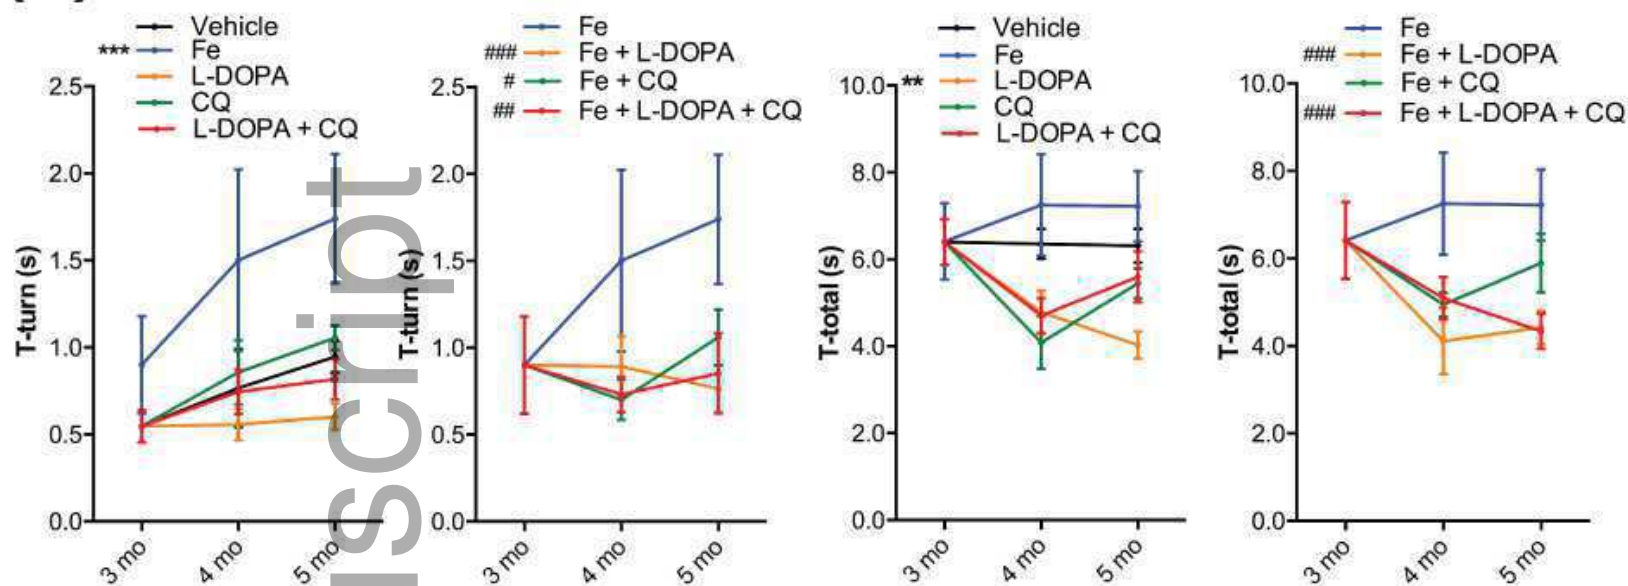 Vehicle
*** Fe
L-DOPA
CQ
L-DOPA + CQ
2.5
2.0
1.5
1.0
0.5
0.0
T-turn (s)
3 mo
4 mo
5 mo
Fe
### Fe + L-DOPA
# Fe + CQ
## Fe + L-DOPA + CQ
2.5
2.0
1.5
1.0
0.5
0.0
T-turn (s)
3 mo
4 mo
5 mo
Vehicle
Fe
** L-DOPA
CQ
L-DOPA + CQ
10.0
8.0
6.0
4.0
2.0
0.0
T-total (s)
3 mo
4 mo
5 mo
Fe
### Fe + L-DOPA
Fe + CQ
### Fe + L-DOPA + CQ
10.0
8.0
6.0
4.0
2.0
0.0
T-total (s)
3 mo
4 mo
5 mo
script